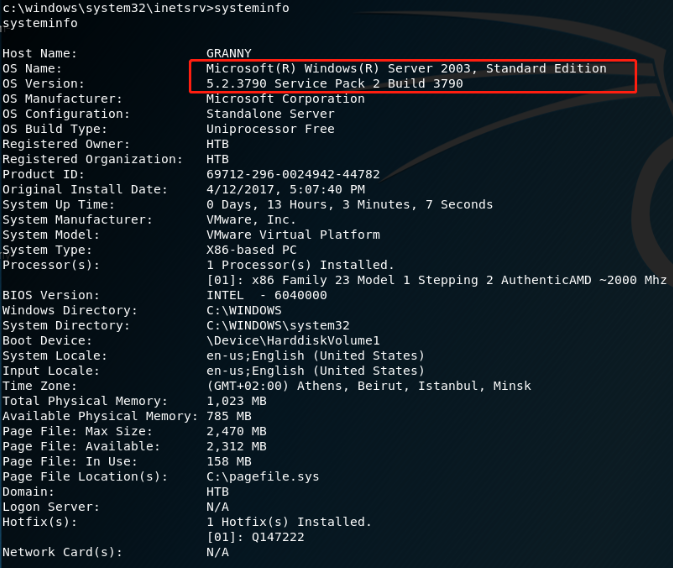 c:\windows\system32\inetsrv>systeminfo
systeminfo
Host Name: GRANNY
OS Name: Microsoft(R) Windows(R) Server 2003, Standard Edition
OS Version: 5.2.3790 Service Pack 2 Build 3790
OS Manufacturer: Microsoft Corporation
OS Configuration: Standalone Server
OS Build Type: Uniprocessor Free
Registered Owner: HTB
Registered Organization: HTB
Product ID: 69712-296-0024942-44782
Original Install Date: 4/12/2017, 5:07:40 PM
System Up Time: 0 Days, 13 Hours, 3 Minutes, 7 Seconds
System Manufacturer: VMware, Inc.
System Model: VMware Virtual Platform
System Type: X86-based PC
Processor(s): 1 Processor(s) Installed.
[01]: x86 Family 23 Model 1 Stepping 2 AuthenticAMD ~2000 Mhz
BIOS Version: INTEL  - 6040000
Windows Directory: C:\WINDOWS
System Directory: C:\WINDOWS\system32
Boot Device: \Device\HarddiskVolume1
System Locale: en-us;English (United States)
Input Locale: en-us;English (United States)
Time Zone: (GMT+02:00) Athens, Beirut, Istanbul, Minsk
Total Physical Memory: 1,023 MB
Available Physical Memory: 785 MB
Page File: Max Size: 2,470 MB
Page File: Available: 2,312 MB
Page File: In Use: 158 MB
Page File Location(s): C:\pagefile.sys
Domain: HTB
Logon Server: N/A
Hotfix(s): 1 Hotfix(s) Installed.
[01]: Q147222
Network Card(s): N/A